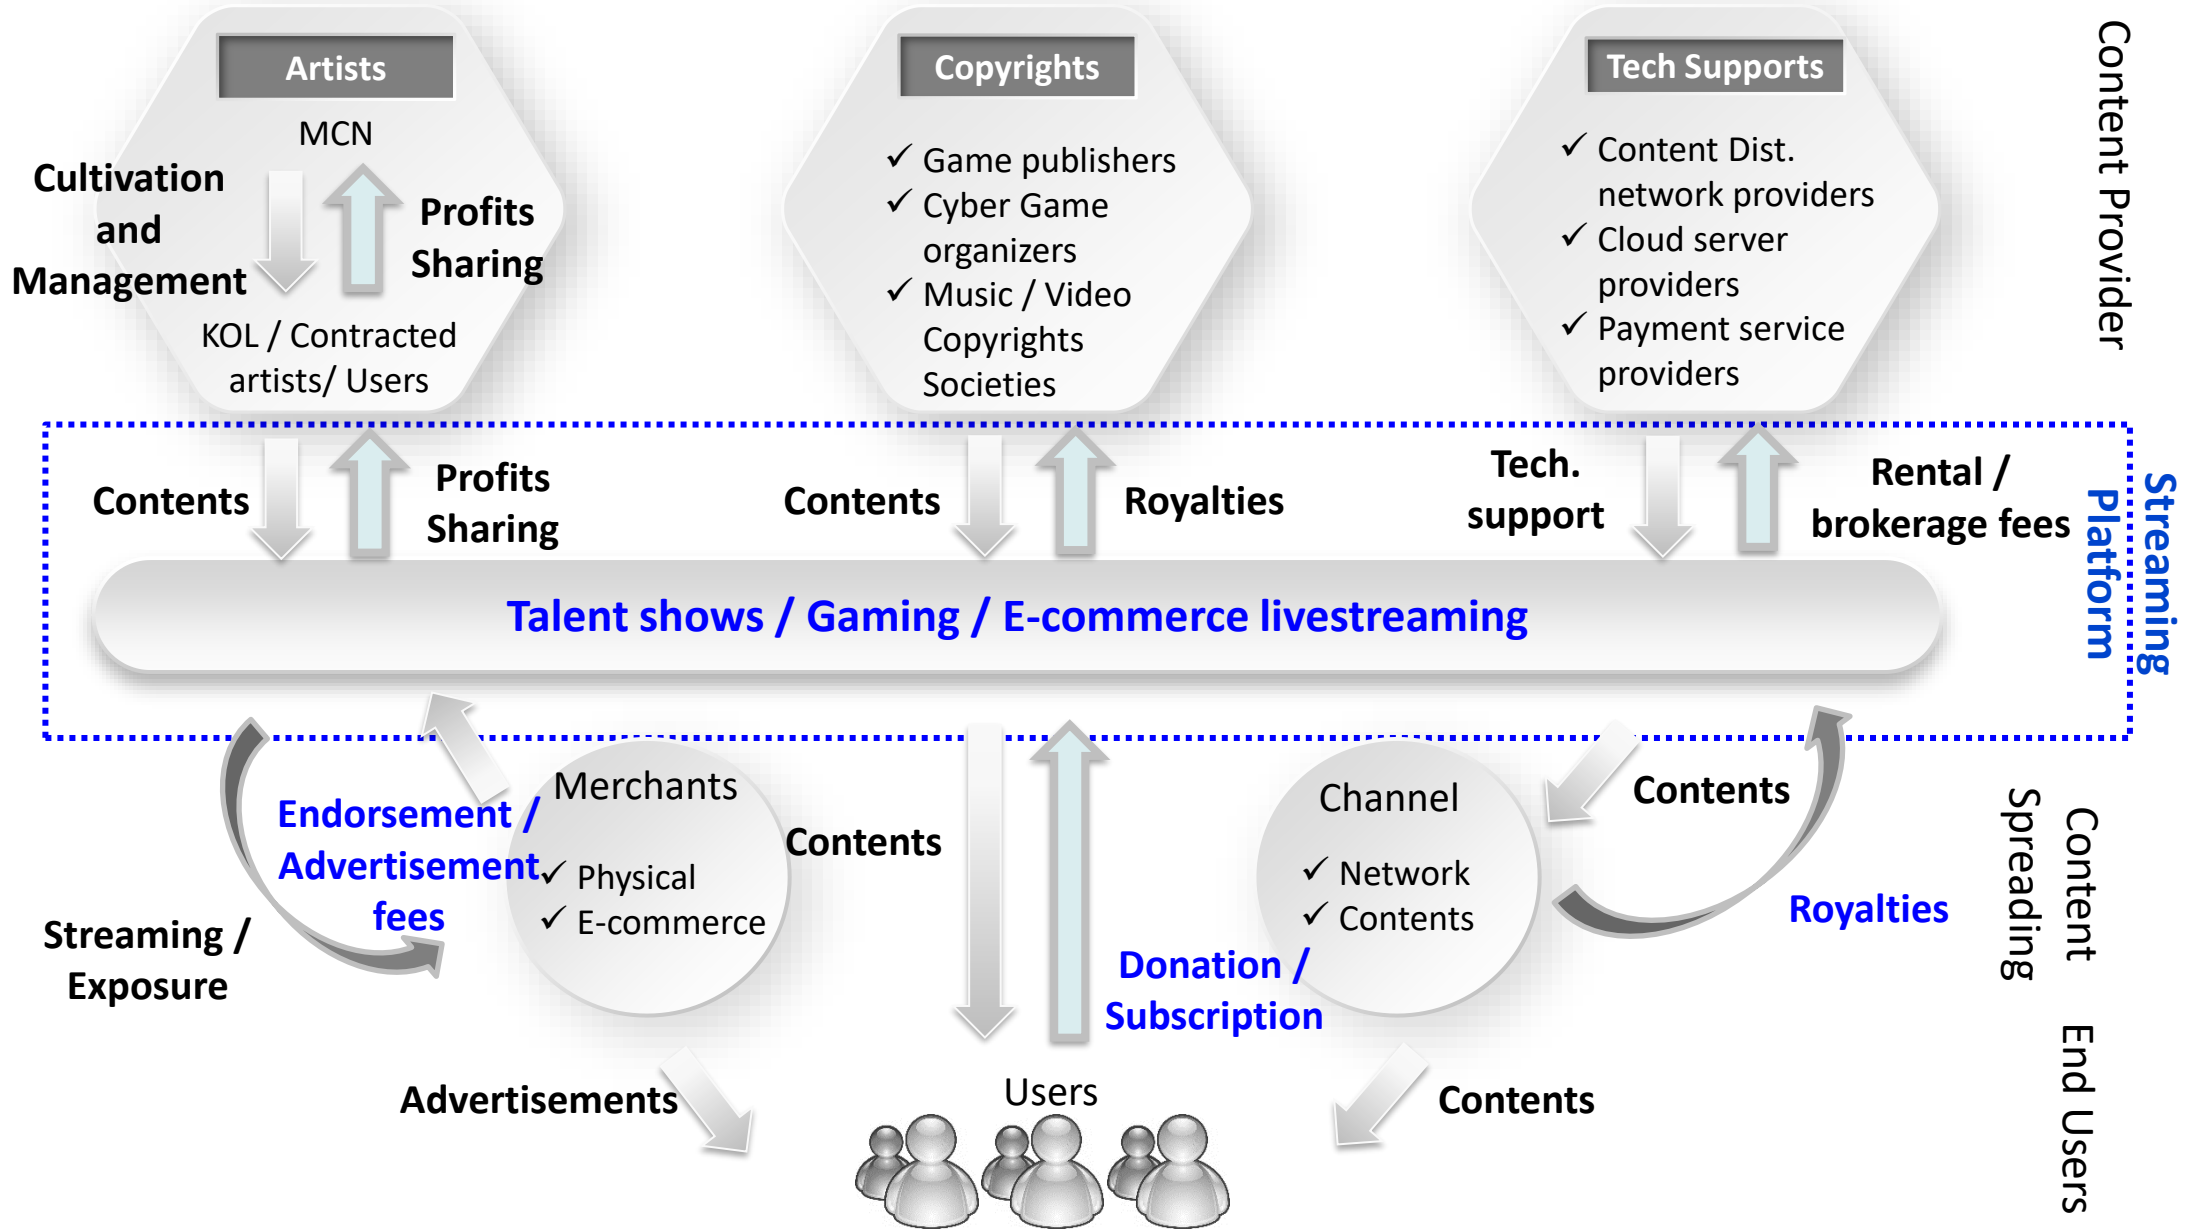 Artists
MCN
Cultivation
and
Management
Profits
Sharing
KOL / Contracted
artists/ Users
Copyrights
✓ Game publishers
✓ Cyber Game
organizers
✓ Music / Video
Copyrights
Societies
Tech Supports
✓ Content Dist.
network providers
✓ Cloud server
providers
✓ Payment service
providers
Content Provider
Contents
Profits
Sharing
Contents
Royalties
Tech.
support
Rental /
brokerage fees
Streaming
Platform
Talent shows / Gaming / E-commerce livestreaming
Endorsement /
Advertisement
fees
Streaming /
Exposure
Merchants
✓ Physical
✓ E-commerce
Contents
Donation /
Subscription
Channel
✓ Network
✓ Contents
Contents
Royalties
Content
Spreading
Advertisements
Users
Contents
End Users